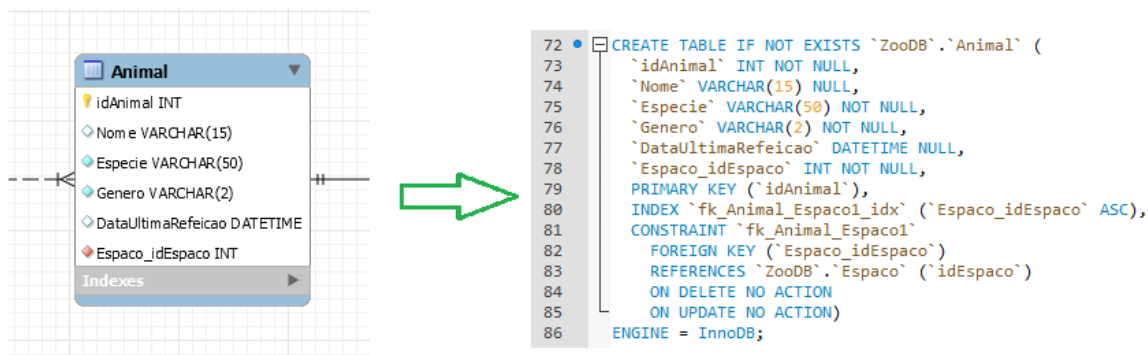 Animal
idAnimal INT
Nome VARCHAR(15)
Especie VARCHAR(50)
Genero VARCHAR(2)
DataUltimaRefeicao DATETIME
Espaco_idEspaco INT
Indexes
72 CREATE TABLE IF NOT EXISTS `ZooDB`.`Animal` (
73 `idAnimal` INT NOT NULL,
74 `Nome` VARCHAR(15) NULL,
75 `Especie` VARCHAR(50) NOT NULL,
76 `Genero` VARCHAR(2) NOT NULL,
77 `DataUltimaRefeicao` DATETIME NULL,
78 `Espaco_idEspaco` INT NOT NULL,
79 PRIMARY KEY (`idAnimal`),
80 INDEX `fk_Animal_Espaco1_idx` (`Espaco_idEspaco` ASC),
81 CONSTRAINT `fk_Animal_Espaco1`
82 FOREIGN KEY (`Espaco_idEspaco`)
83 REFERENCES `ZooDB`.`Espaco` (`idEspaco`)
84 ON DELETE NO ACTION
85 ON UPDATE NO ACTION)
86 ENGINE = InnoDB;